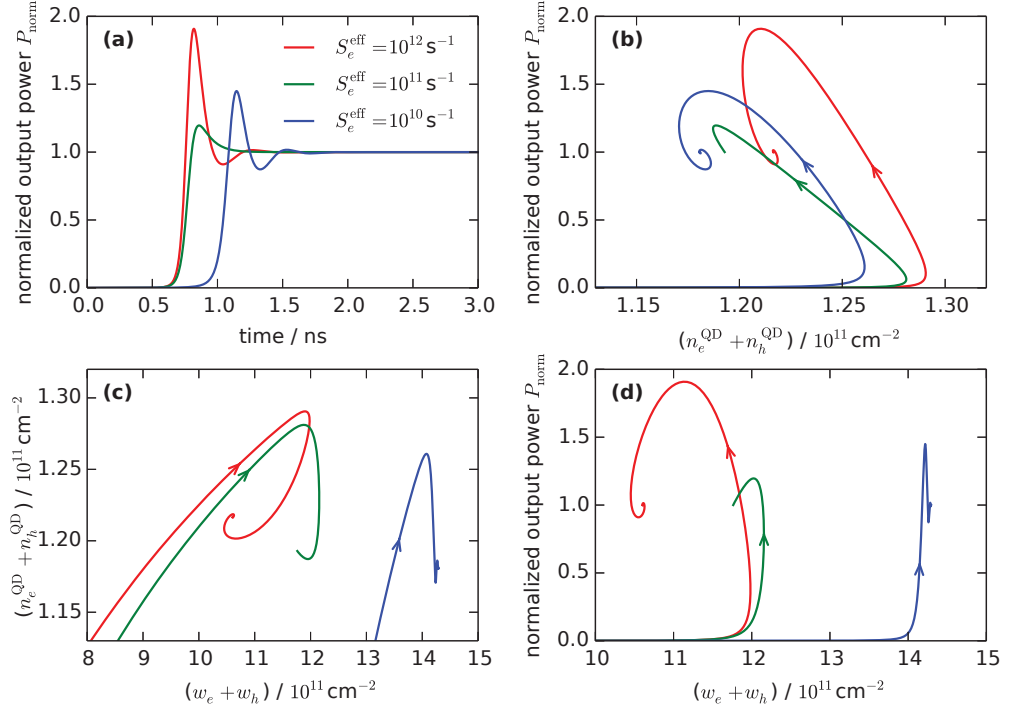 (a)
normalized output power P_norm
2.0
1.5
1.0
0.5
0.0
S_e^eff = 10^12 s^−1
S_e^eff = 10^11 s^−1
S_e^eff = 10^10 s^−1
0.0 0.5 1.0 1.5 2.0 2.5 3.0
time / ns
(b)
normalized output power P_norm
2.0
1.5
1.0
0.5
0.0
1.15 1.20 1.25 1.30
(n_e^QD + n_h^QD) / 10^11 cm^−2
(c)
(n_e^QD + n_h^QD) / 10^11 cm^−2
1.30
1.25
1.20
1.15
8 9 10 11 12 13 14 15
(w_e + w_h) / 10^11 cm^−2
(d)
normalized output power P_norm
2.0
1.5
1.0
0.5
0.0
10 11 12 13 14 15
(w_e + w_h) / 10^11 cm^−2